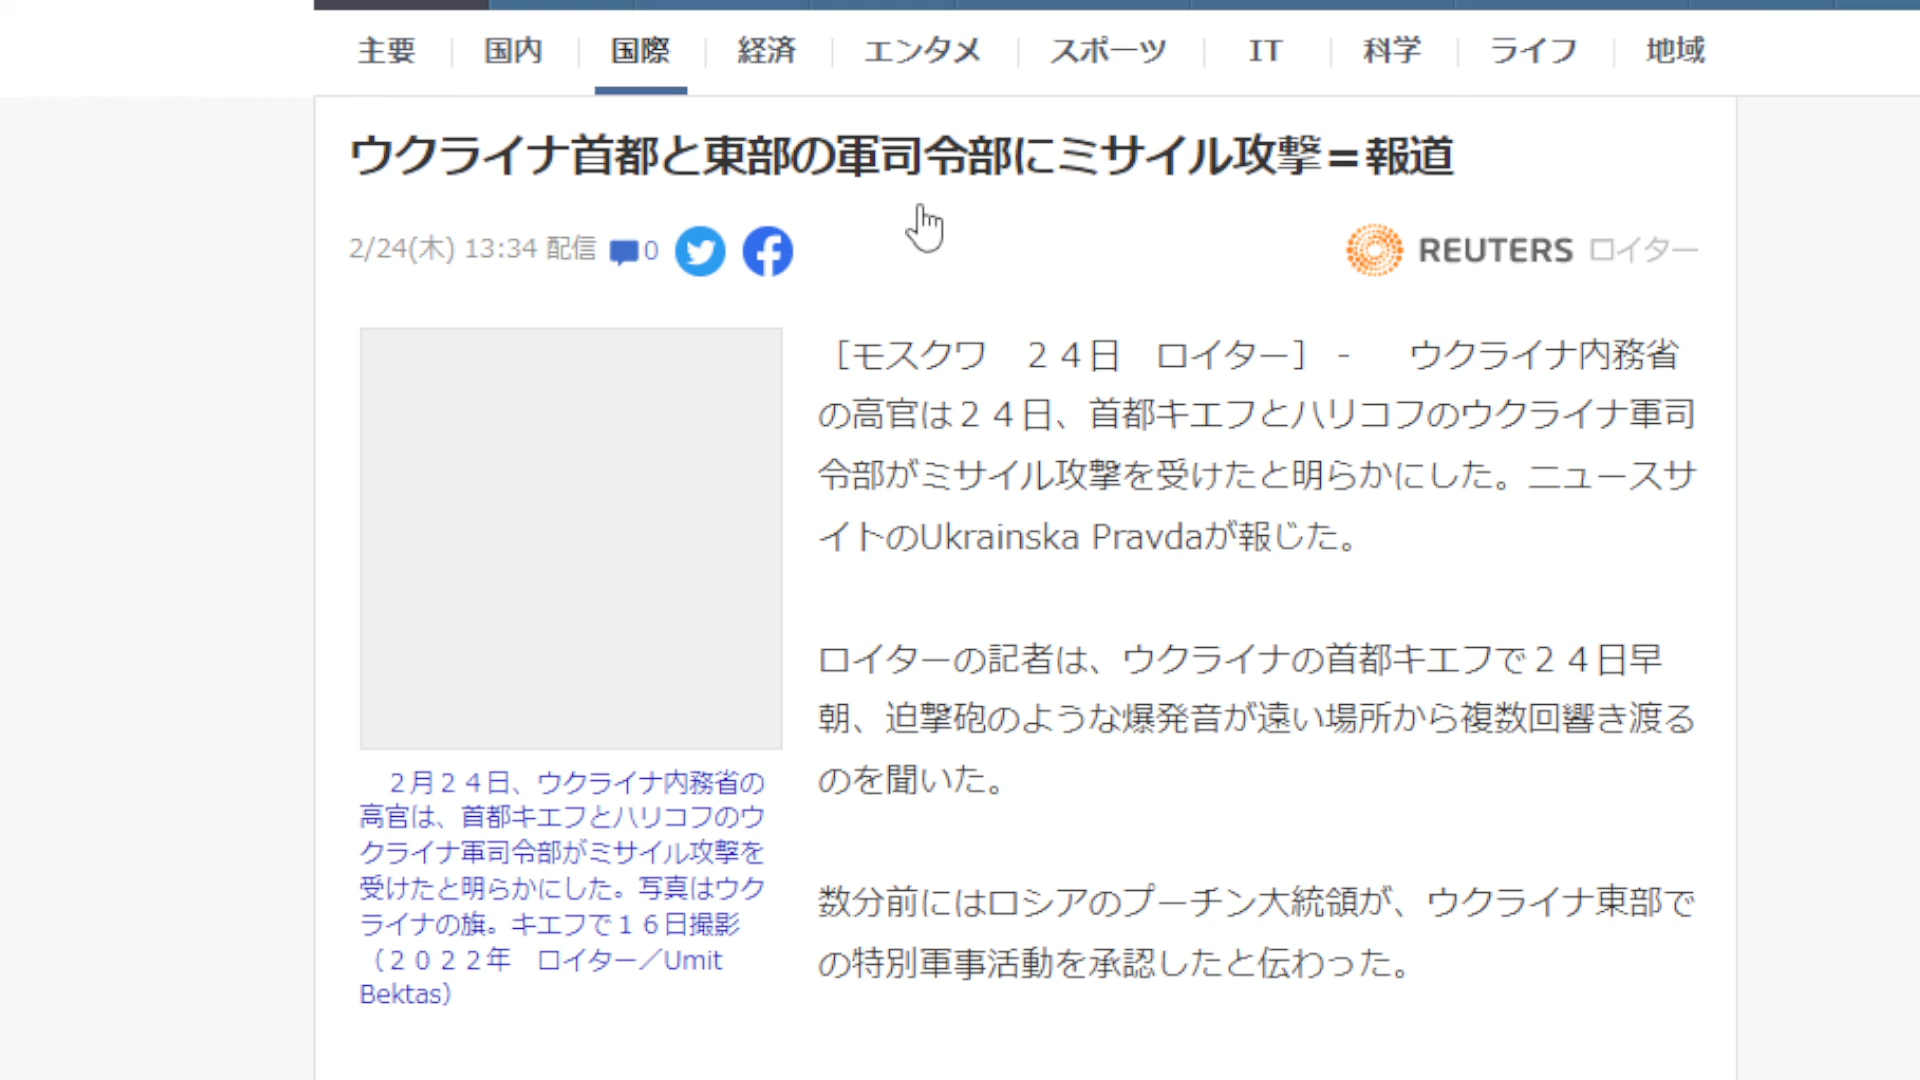 主要 国内 国際 経済 エンタメ スポーツ IT 科学 ライフ 地域
ウクライナ首都と東部の軍司令部にミサイル攻撃＝報道
2/24(木) 13:34 配信 0
REUTERS ロイター
［モスクワ　２４日　ロイター］ -　ウクライナ内務省
の高官は２４日、首都キエフとハリコフのウクライナ軍司
令部がミサイル攻撃を受けたと明らかにした。ニュースサ
イトのUkrainska Pravdaが報じた。
ロイターの記者は、ウクライナの首都キエフで２４日早
朝、迫撃砲のような爆発音が遠い場所から複数回響き渡る
のを聞いた。
数分前にはロシアのプーチン大統領が、ウクライナ東部で
の特別軍事活動を承認したと伝わった。
２月２４日、ウクライナ内務省の
高官は、首都キエフとハリコフのウ
クライナ軍司令部がミサイル攻撃を
受けたと明らかにした。写真はウク
ライナの旗。キエフで１６日撮影
（２０２２年　ロイター／Umit
Bektas）